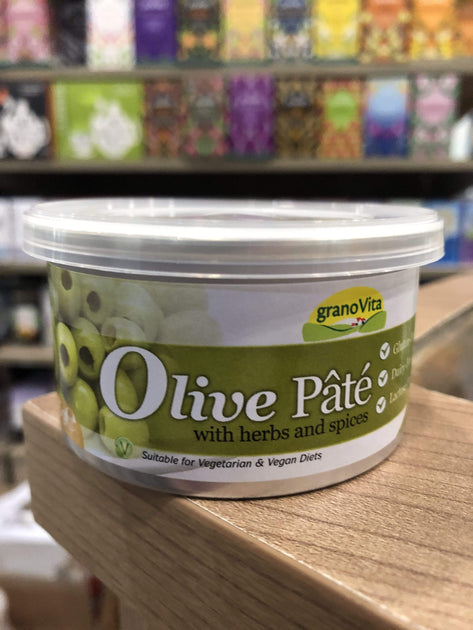 granoVita
Olive Pâté
with herbs and spices
Suitable for Vegetarian & Vegan Diets